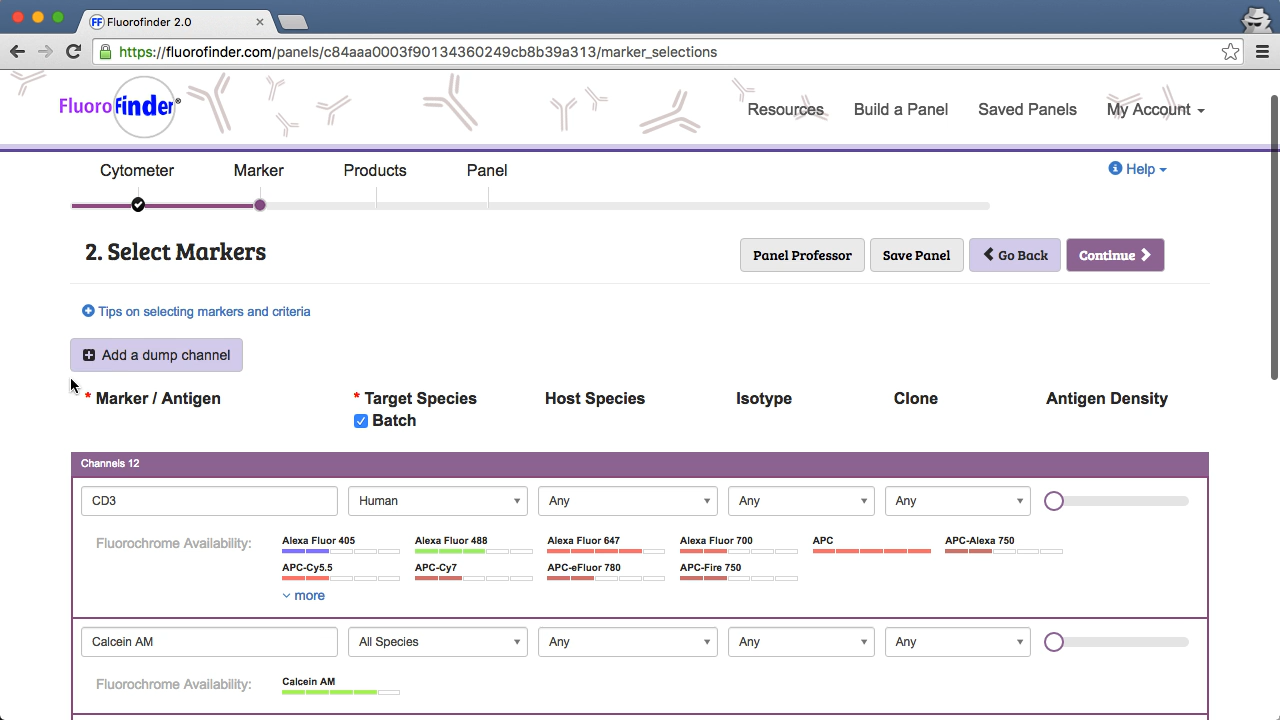 Fluorofinder 2.0
https://fluorofinder.com/panels/c84aaa0003f90134360249cb8b39a313/marker_selections
FluoroFinder®
Resources Build a Panel Saved Panels My Account
Cytometer Marker Products Panel
Help
2. Select Markers
Panel Professor Save Panel Go Back Continue
Tips on selecting markers and criteria
Add a dump channel
* Marker / Antigen * Target Species Host Species Isotype Clone Antigen Density
Batch
Channels 12
CD3 Human Any Any Any
Fluorochrome Availability: Alexa Fluor 405 Alexa Fluor 488 Alexa Fluor 647 Alexa Fluor 700 APC APC-Alexa 750
APC-Cy5.5 APC-Cy7 APC-eFluor 780 APC-Fire 750
more
Calcein AM All Species Any Any Any
Fluorochrome Availability: Calcein AM